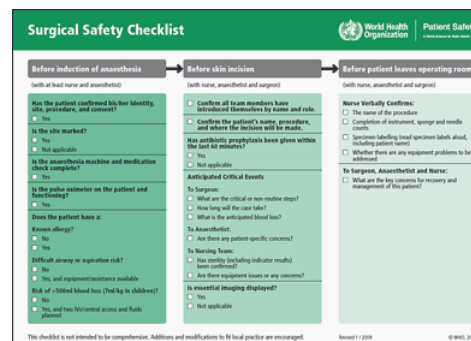 Surgical Safety Checklist
World Health
Organization
Patient Safety
Before induction of anaesthesia
(with at least nurse and anaesthetist)
Has the patient confirmed his/her identity,
site, procedure, and consent?
Yes
Is the site marked?
Yes
Not applicable
Is the anaesthesia machine and medication
check complete?
Yes
Is the pulse oximeter on the patient and
functioning?
Yes
Does the patient have a:
Known allergy?
No
Yes
Difficult airway or aspiration risk?
No
Yes, and equipment/assistance available
Risk of >500ml blood loss (7ml/kg in children)?
No
Yes, and two IVs/central access and fluids
planned
Before skin incision
(with nurse, anaesthetist and surgeon)
Confirm all team members have
introduced themselves by name and role.
Confirm the patient's name, procedure,
and where the incision will be made.
Has antibiotic prophylaxis been given within
the last 60 minutes?
Yes
Not applicable
Anticipated Critical Events
To Surgeon:
What are the critical or non-routine steps?
How long will the case take?
What is the anticipated blood loss?
To Anaesthetist:
Are there any patient-specific concerns?
To Nursing Team:
Has sterility (including indicator results)
been confirmed?
Are there equipment issues or any concerns?
Is essential imaging displayed?
Yes
Not applicable
Before patient leaves operating room
(with nurse, anaesthetist and surgeon)
Nurse Verbally Confirms:
The name of the procedure
Completion of instrument, sponge and needle
counts
Specimen labelling (read specimen labels aloud,
including patient name)
Whether there are any equipment problems to be
addressed
To Surgeon, Anaesthetist and Nurse:
What are the key concerns for recovery and
management of this patient?
This checklist is not intended to be comprehensive. Additions and modifications to fit local practice are encouraged.
Revised 1 / 2009
© WHO,